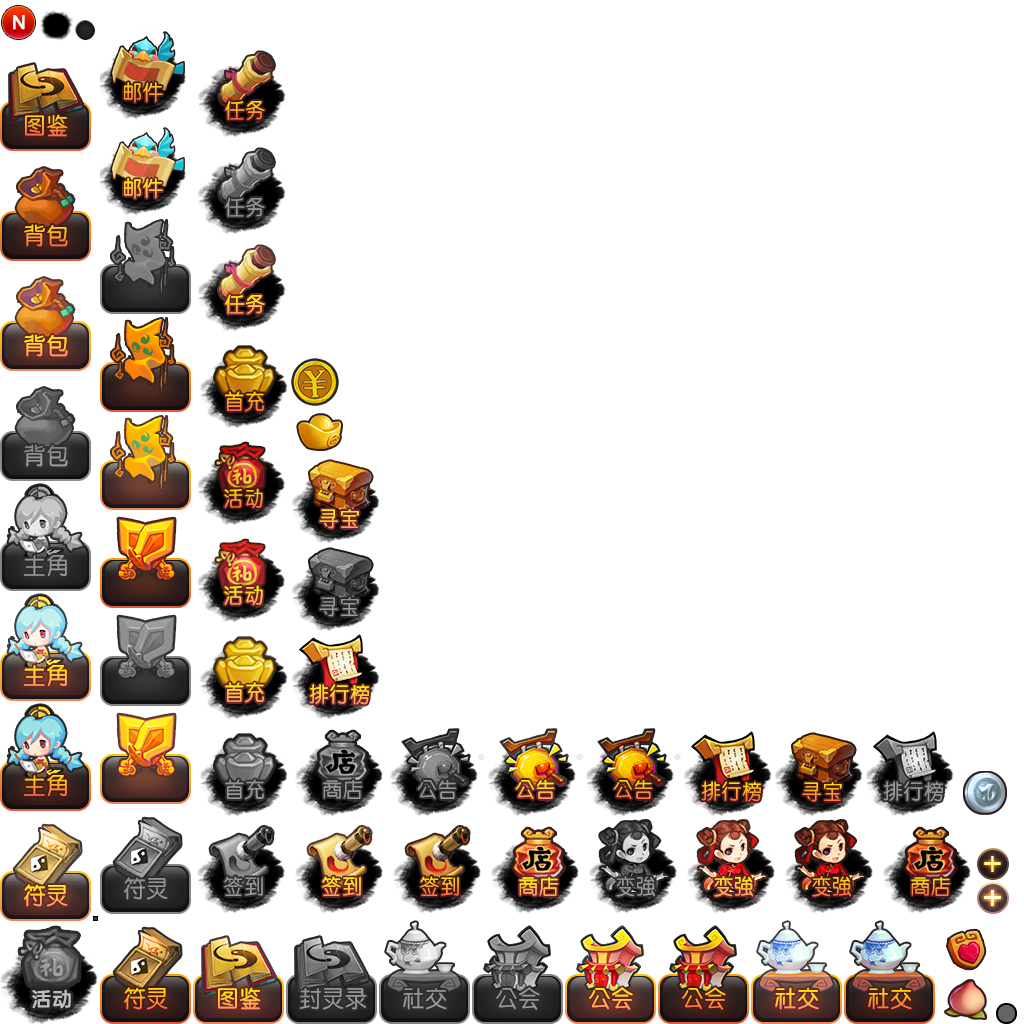 N
邮件
任务
图鉴
邮件
任务
背包
任务
背包
首充
¥
背包
礼
活动
寻宝
主角
礼
活动
寻宝
主角
首充
排行榜
主角
首充
店
商店
公告
公告
公告
排行榜
寻宝
排行榜
符灵
符灵
签到
签到
签到
店
商店
变強
变強
变強
店
商店
礼
活动
符灵
图鉴
封灵录
社交
公会
公会
公会
社交
社交